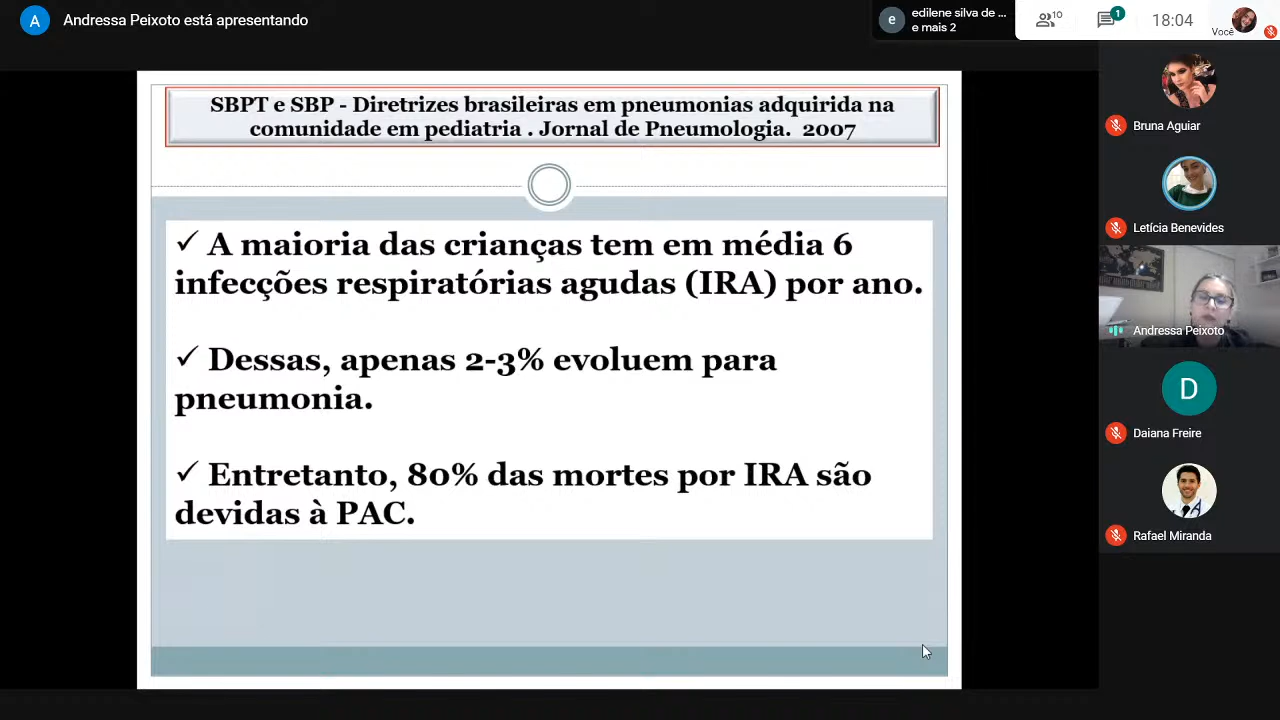 A
Andressa Peixoto está apresentando
e
edilene silva de ...
e mais 2
10
1
18:04
Você
SBPT e SBP - Diretrizes brasileiras em pneumonias adquirida na
comunidade em pediatria . Jornal de Pneumologia. 2007
✓ A maioria das crianças tem em média 6
infecções respiratórias agudas (IRA) por ano.
✓ Dessas, apenas 2-3% evoluem para
pneumonia.
✓ Entretanto, 80% das mortes por IRA são
devidas à PAC.
Bruna Aguiar
Letícia Benevides
Andressa Peixoto
D
Daiana Freire
Rafael Miranda